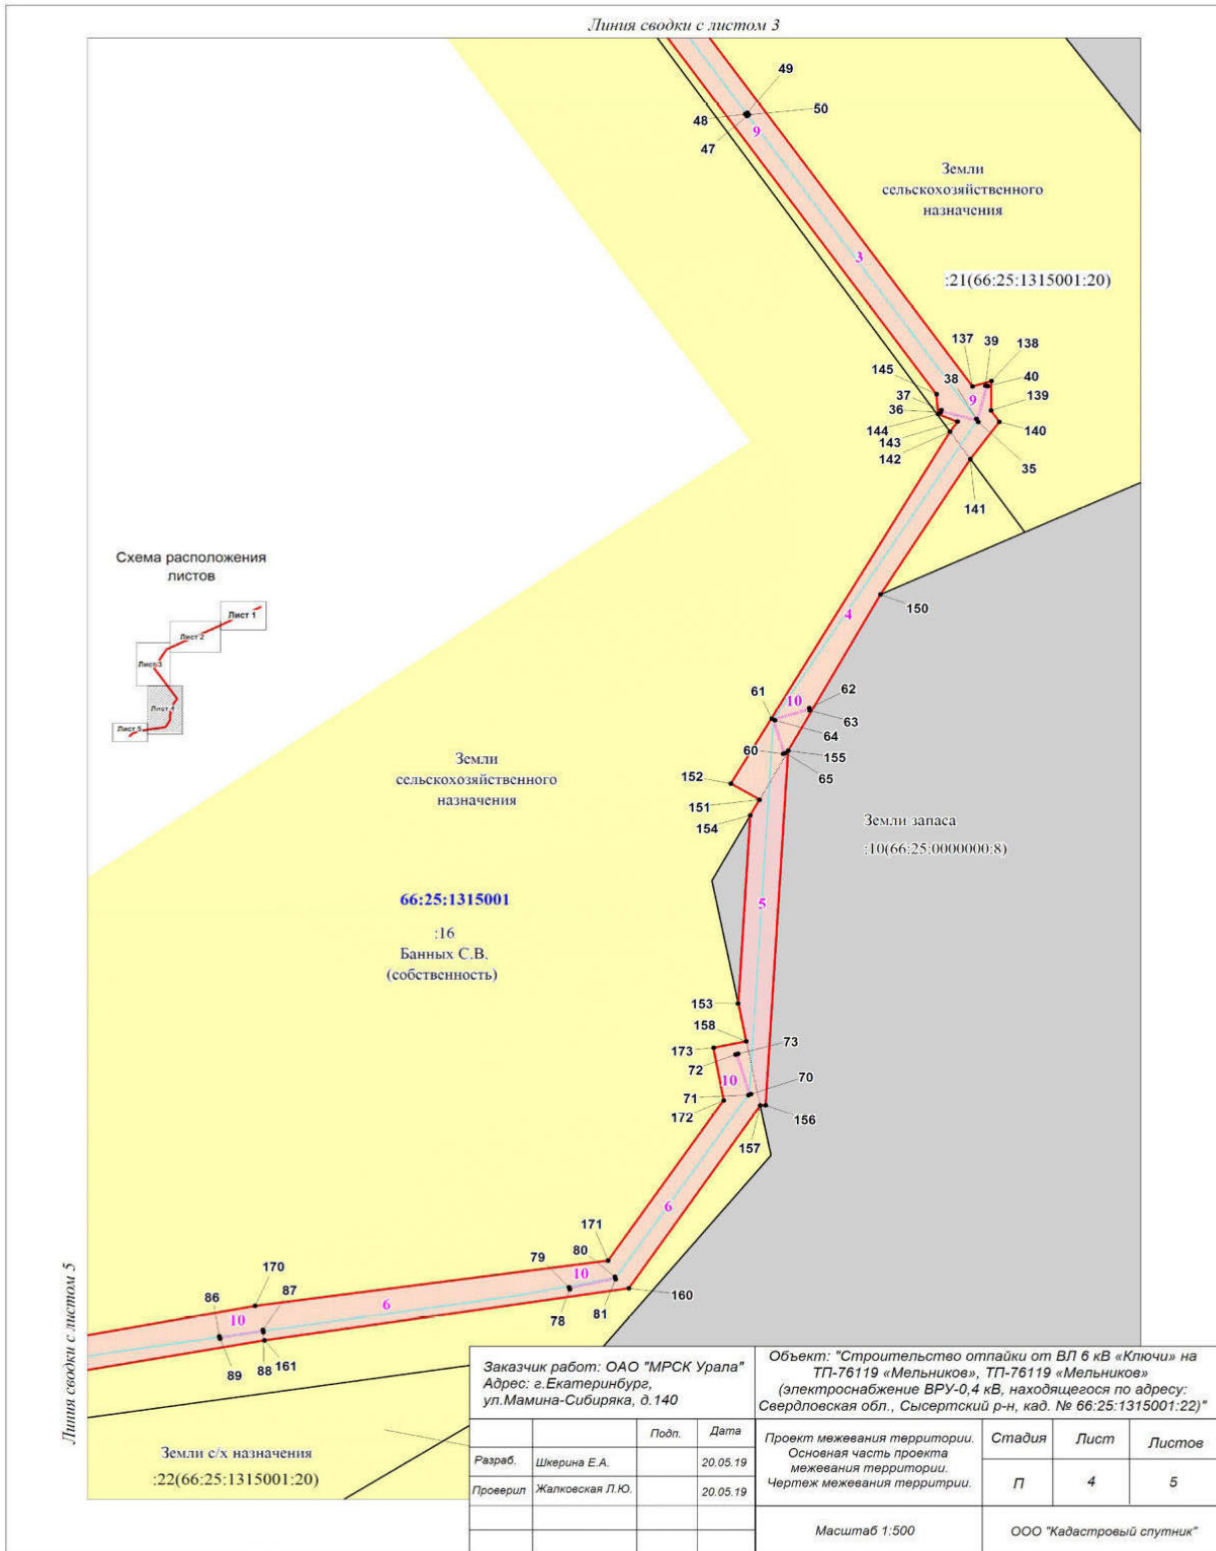 Линия сводки с листом 3
49
50
48
47
9
Земли
сельскохозяйственного
назначения
3
:21(66:25:1315001:20)
137
39
138
38
40
145
9
139
37
36
144
140
143
142
35
141
Схема расположения
листов
150
Лист 1
Лист 2
Лист 3
Лист 4
Лист 5
4
61
10
62
63
64
60
155
65
152
151
154
Земли
сельскохозяйственного
назначения
Земли запаса
:10(66:25:0000000:8)
66:25:1315001
5
:16
Банных С.В.
(собственность)
153
158
173
73
72
10
70
71
172
156
157
6
171
80
79
10
170
87
86
10
6
78
81
160
89
88
161
Линия сводки с листом 5
Земли с/х назначения
:22(66:25:1315001:20)
Заказчик работ: ОАО "МРСК Урала"
Адрес: г.Екатеринбург,
ул.Мамина-Сибиряка, д.140
Объект: "Строительство отпайки от ВЛ 6 кВ «Ключи» на
ТП-76119 «Мельников», ТП-76119 «Мельников»
(электроснабжение ВРУ-0,4 кВ, находящегося по адресу:
Свердловская обл., Сысертский р-н, кад. № 66:25:1315001:22)"
Подп. Дата
Разраб. Шкерина Е.А. 20.05.19
Проверил Жалковская Л.Ю. 20.05.19
Проект межевания территории.
Основная часть проекта
межевания территории.
Чертеж межевания территрии.
Стадия Лист Листов
П 4 5
Масштаб 1:500
ООО "Кадастровый спутник"